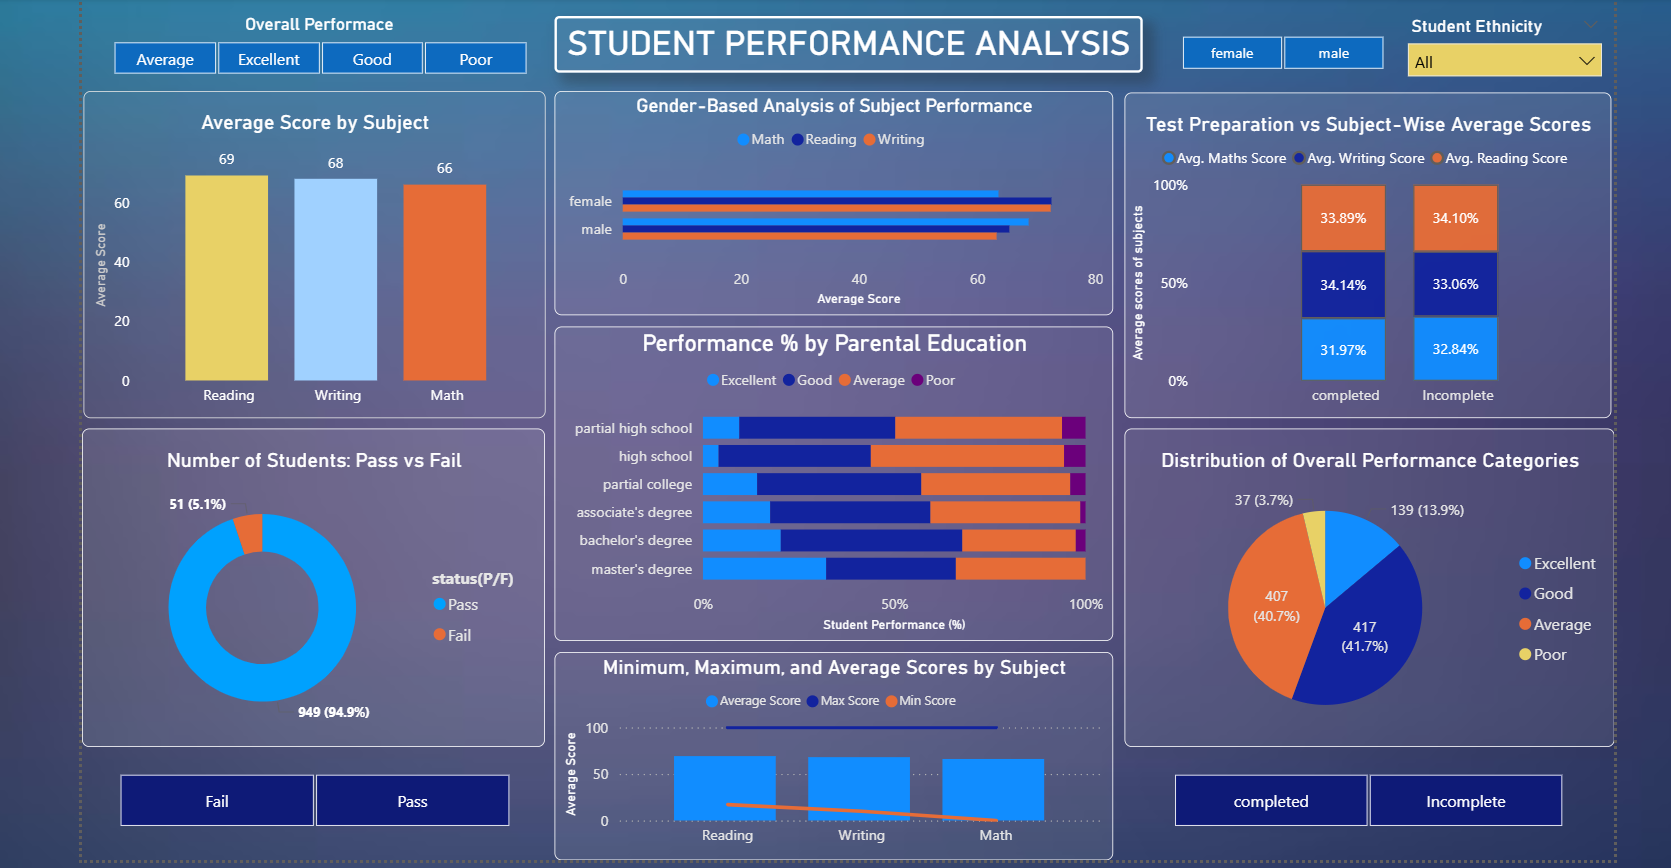 Overall Performace
Average
Excellent
Good
Poor
STUDENT PERFORMANCE ANALYSIS
female
male
Student Ethnicity
All
Average Score by Subject
69
68
66
60
40
20
0
Average Score
Reading
Writing
Math
Gender-Based Analysis of Subject Performance
Math
Reading
Writing
female
male
0
20
40
60
80
Average Score
Test Preparation vs Subject-Wise Average Scores
Avg. Maths Score
Avg. Writing Score
Avg. Reading Score
100%
50%
0%
Average scores of subjects
33.89%
34.10%
34.14%
33.06%
31.97%
32.84%
completed
Incomplete
Performance % by Parental Education
Excellent
Good
Average
Poor
partial high school
high school
partial college
associate's degree
bachelor's degree
master's degree
0%
50%
100%
Student Performance (%)
Number of Students: Pass vs Fail
51 (5.1%)
949 (94.9%)
status(P/F)
Pass
Fail
Distribution of Overall Performance Categories
37 (3.7%)
139 (13.9%)
407
(40.7%)
417
(41.7%)
Excellent
Good
Average
Poor
Minimum, Maximum, and Average Scores by Subject
Average Score
Max Score
Min Score
100
50
0
Average Score
Reading
Writing
Math
Fail
Pass
completed
Incomplete